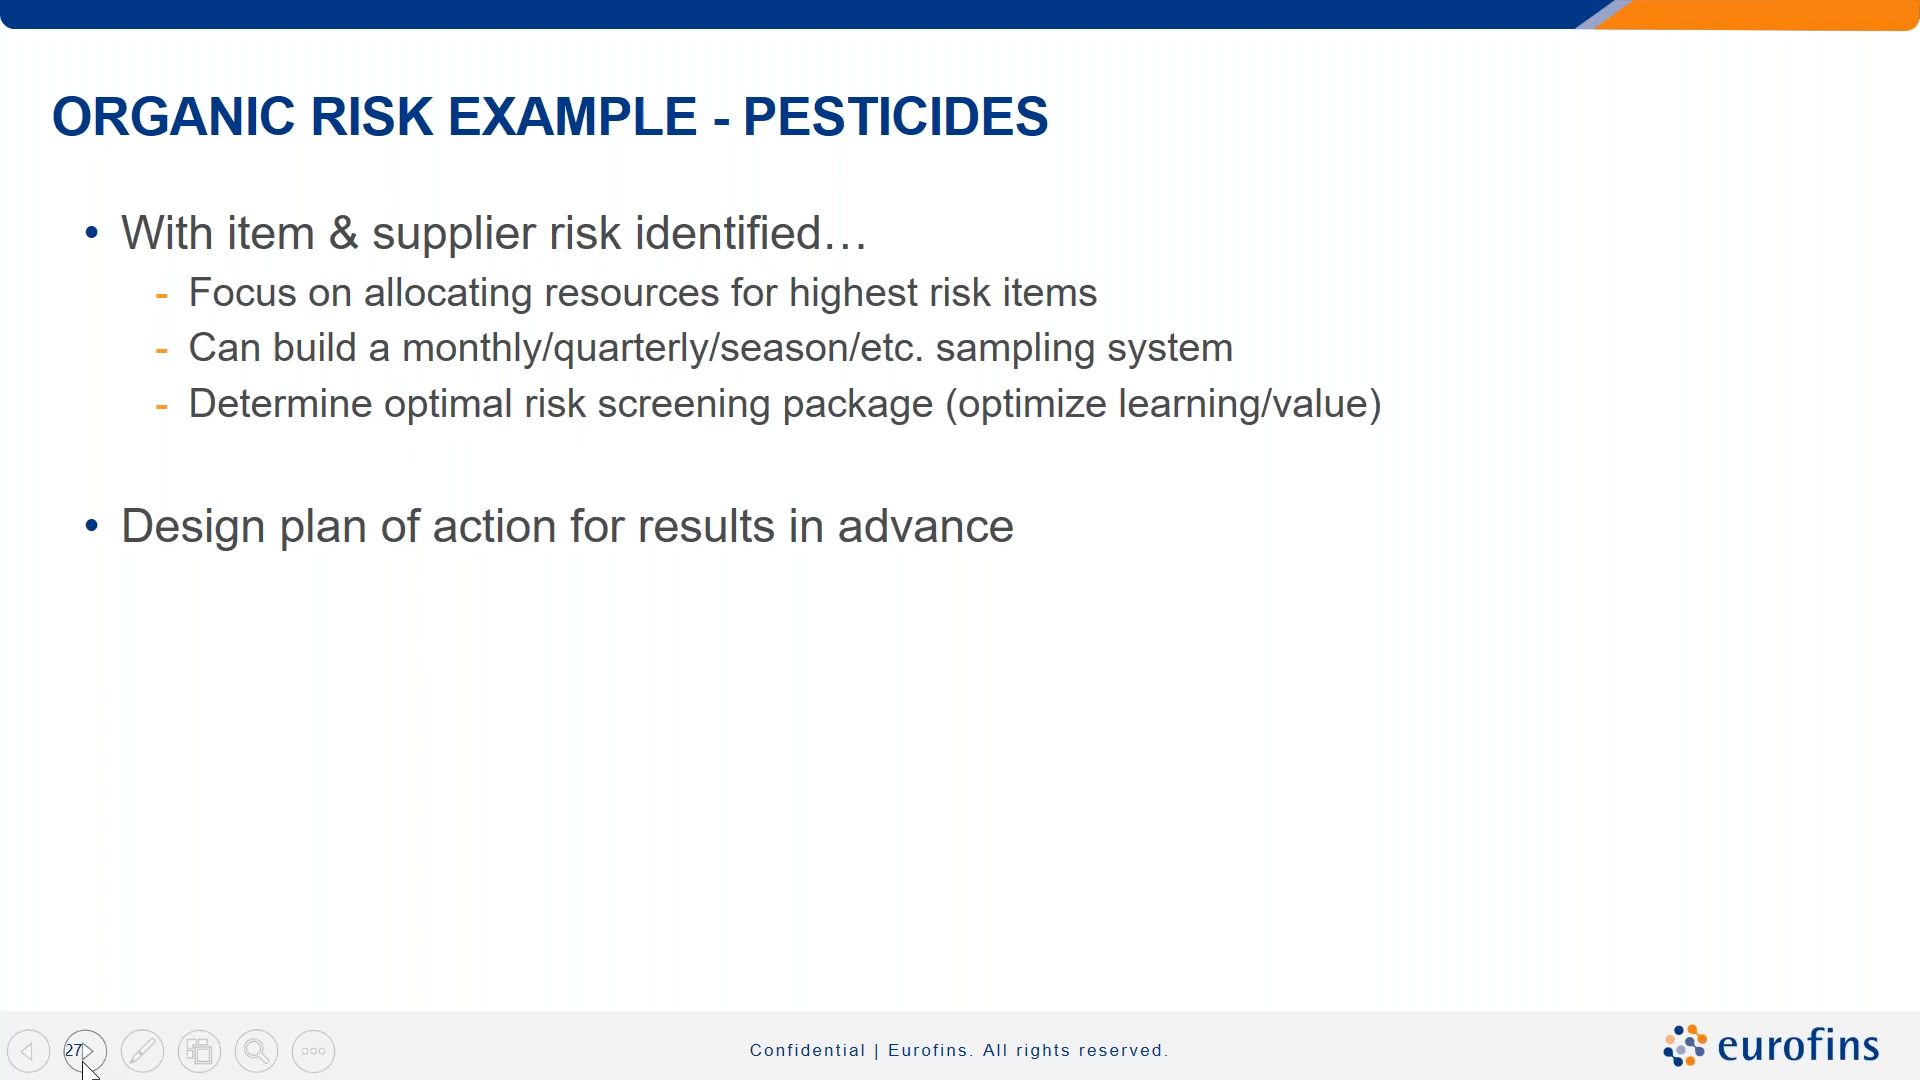 ORGANIC RISK EXAMPLE - PESTICIDES
• With item & supplier risk identified…
- Focus on allocating resources for highest risk items
- Can build a monthly/quarterly/season/etc. sampling system
- Determine optimal risk screening package (optimize learning/value)
• Design plan of action for results in advance
27
Confidential | Eurofins. All rights reserved.
eurofins